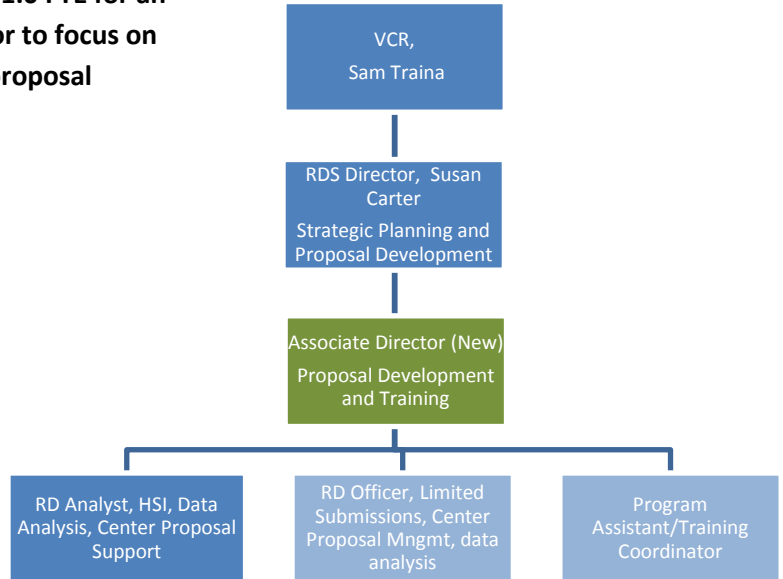 or to focus on
proposal
VCR,
Sam Traina
RDS Director, Susan
Carter
Strategic Planning and
Proposal Development
Associate Director (New)
Proposal Development
and Training
RD Analyst, HSI, Data
Analysis, Center Proposal
Support
RD Officer, Limited
Submissions, Center
Proposal Mngmt, data
analysis
Program
Assistant/Training
Coordinator